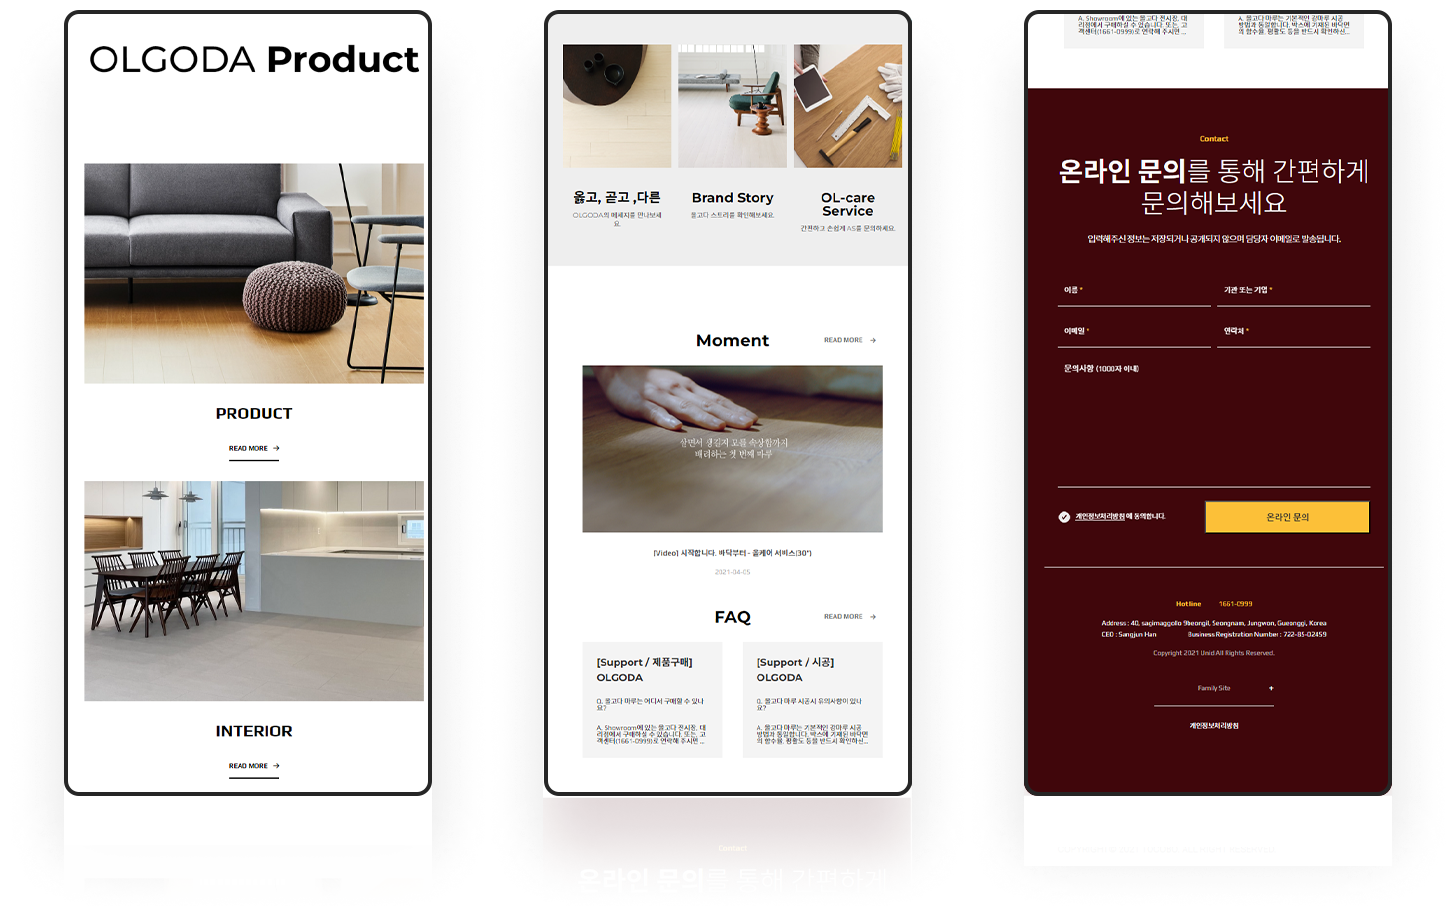 OLGODA Product
PRODUCT
READ MORE →
INTERIOR
READ MORE →
옳고, 곧고 ,다른
OLGODA의 메세지를 만나보세
요.
Brand Story
올고다 스토리를 확인해보세요.
OL-care
Service
간편하고 손쉽게 AS를 문의하세요.
Moment
READ MORE →
살면서 생길지 모를 속상함까지
배려하는 첫 번째 마루
[Video] 시작합니다. 바닥부터 - 올케어 서비스(30")
2021-04-05
FAQ
READ MORE →
[Support / 제품구매]
OLGODA
Q. 올고다 마루는 어디서 구매할 수 있나
요?
A. Showroom에 있는 올고다 전시장, 대
리점에서 구매하실 수 있습니다. 또는, 고
객센터(1661-0999)로 연락해 주시면 ...
[Support / 시공]
OLGODA
Q. 올고다 마루 시공시 유의사항이 있나
요?
A. 올고다 마루는 기본적인 강마루 시공
방법과 동일합니다. 박스에 기재된 바닥면
의 함수율, 평활도 등을 반드시 확인하신...
A. Showroom에 있는 올고다 전시장, 대
리점에서 구매하실 수 있습니다. 또는, 고
객센터(1661-0999)로 연락해 주시면 ...
A. 올고다 마루는 기본적인 강마루 시공
방법과 동일합니다. 박스에 기재된 바닥면
의 함수율, 평활도 등을 반드시 확인하신...
Contact
온라인 문의를 통해 간편하게
문의해보세요
입력해주신 정보는 저장되거나 공개되지 않으며 담당자 이메일로 발송됩니다.
이름 *
기관 또는 기업 *
이메일 *
연락처 *
문의사항 (1000자 이내)
개인정보처리방침에 동의합니다.
온라인 문의
Hotline 1661-0999
Address : 40, sagimaggollo 9beongil, Seongnam, Jungwon, Gueonggi, Korea
CEO : Sangjun Han Business Registration Number : 722-85-02459
Copyright 2021 Unid All Rights Reserved.
Family Site +
개인정보처리방침
Contact
온라인 문의를 통해 간편하게